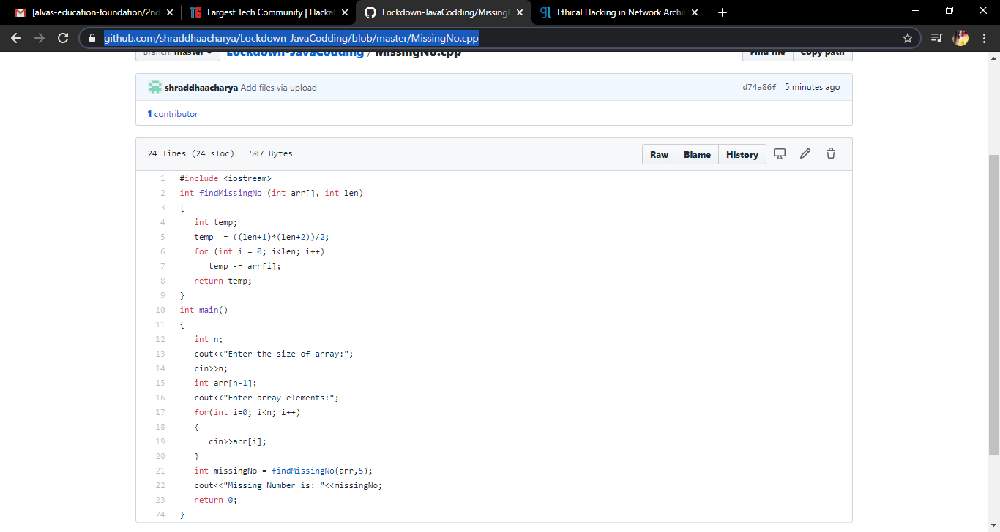 [alvas-education-foundation/2nd
Largest Tech Community | Hackat
Lockdown-JavaCodding/Missing
Ethical Hacking in Network Archi
github.com/shraddhaacharya/Lockdown-JavaCodding/blob/master/MissingNo.cpp
Branch: master
Lockdown-JavaCodding / MissingNo.cpp
Find file
Copy path
shraddhaacharya Add files via upload
d74a86f 5 minutes ago
1 contributor
24 lines (24 sloc) 507 Bytes
Raw Blame History
1 #include <iostream>
2 int findMissingNo (int arr[], int len)
3 {
4 int temp;
5 temp  = ((len+1)*(len+2))/2;
6 for (int i = 0; i<len; i++)
7 temp -= arr[i];
8 return temp;
9 }
10 int main()
11 {
12 int n;
13 cout<<"Enter the size of array:";
14 cin>>n;
15 int arr[n-1];
16 cout<<"Enter array elements:";
17 for(int i=0; i<n; i++)
18 {
19 cin>>arr[i];
20 }
21 int missingNo = findMissingNo(arr,5);
22 cout<<"Missing Number is: "<<missingNo;
23 return 0;
24 }